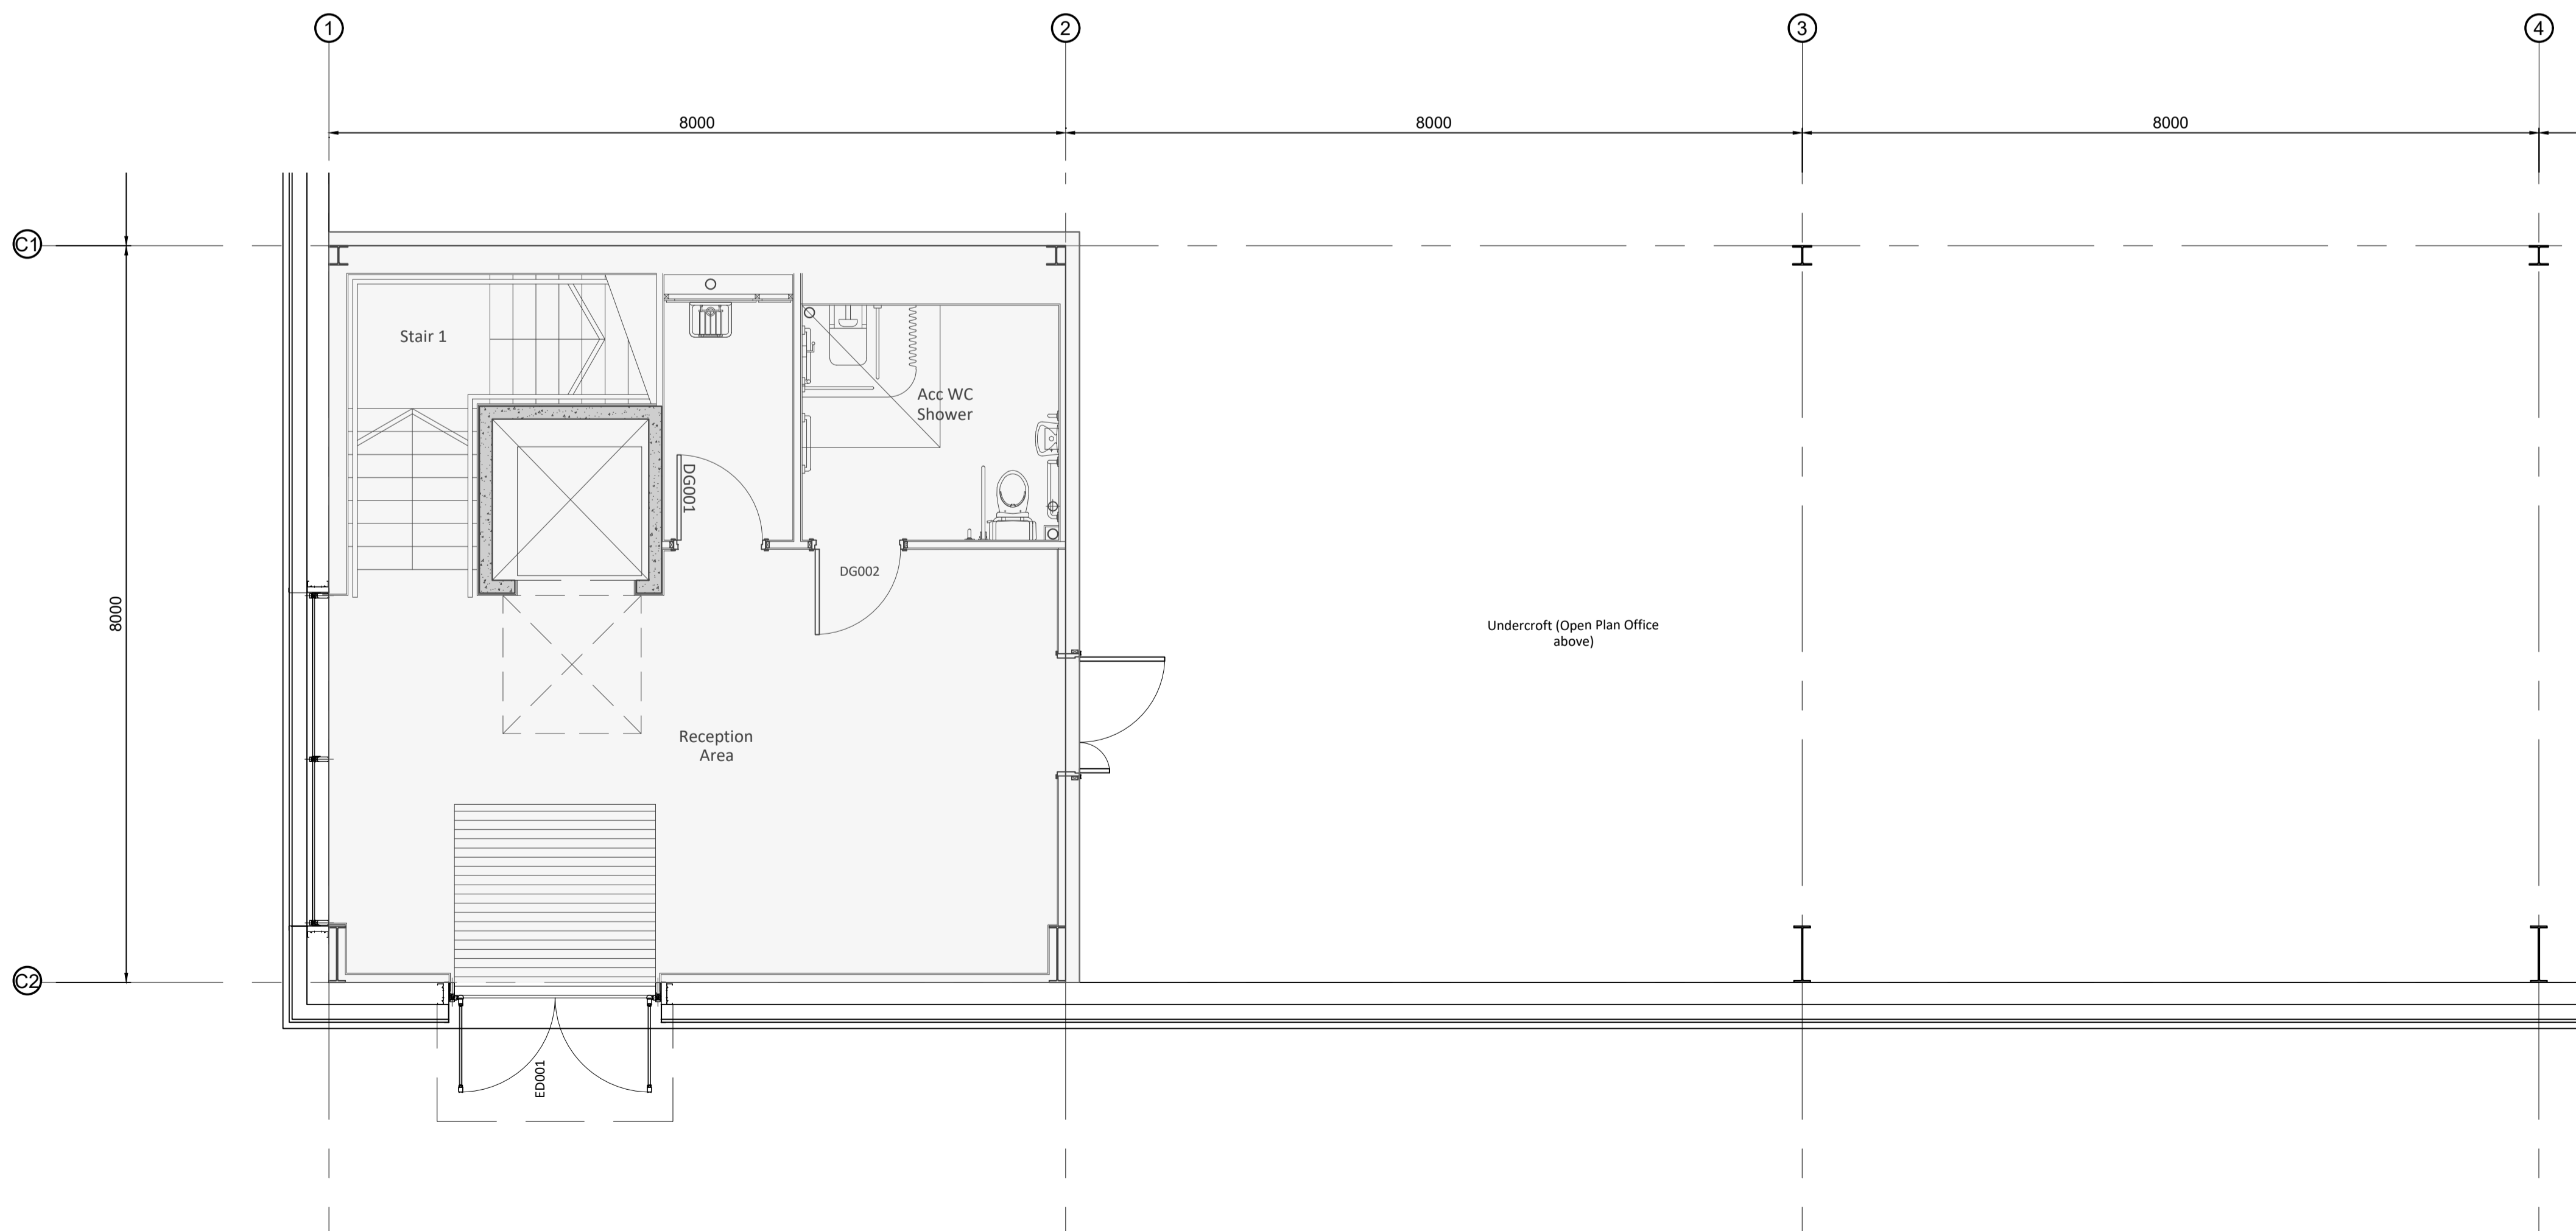 1
2
3
4
8000
8000
8000
C1
Stair 1
Acc WC
Shower
DG001
DG002
8000
Undercroft (Open Plan Office
above)
Reception
Area
C2
ED001